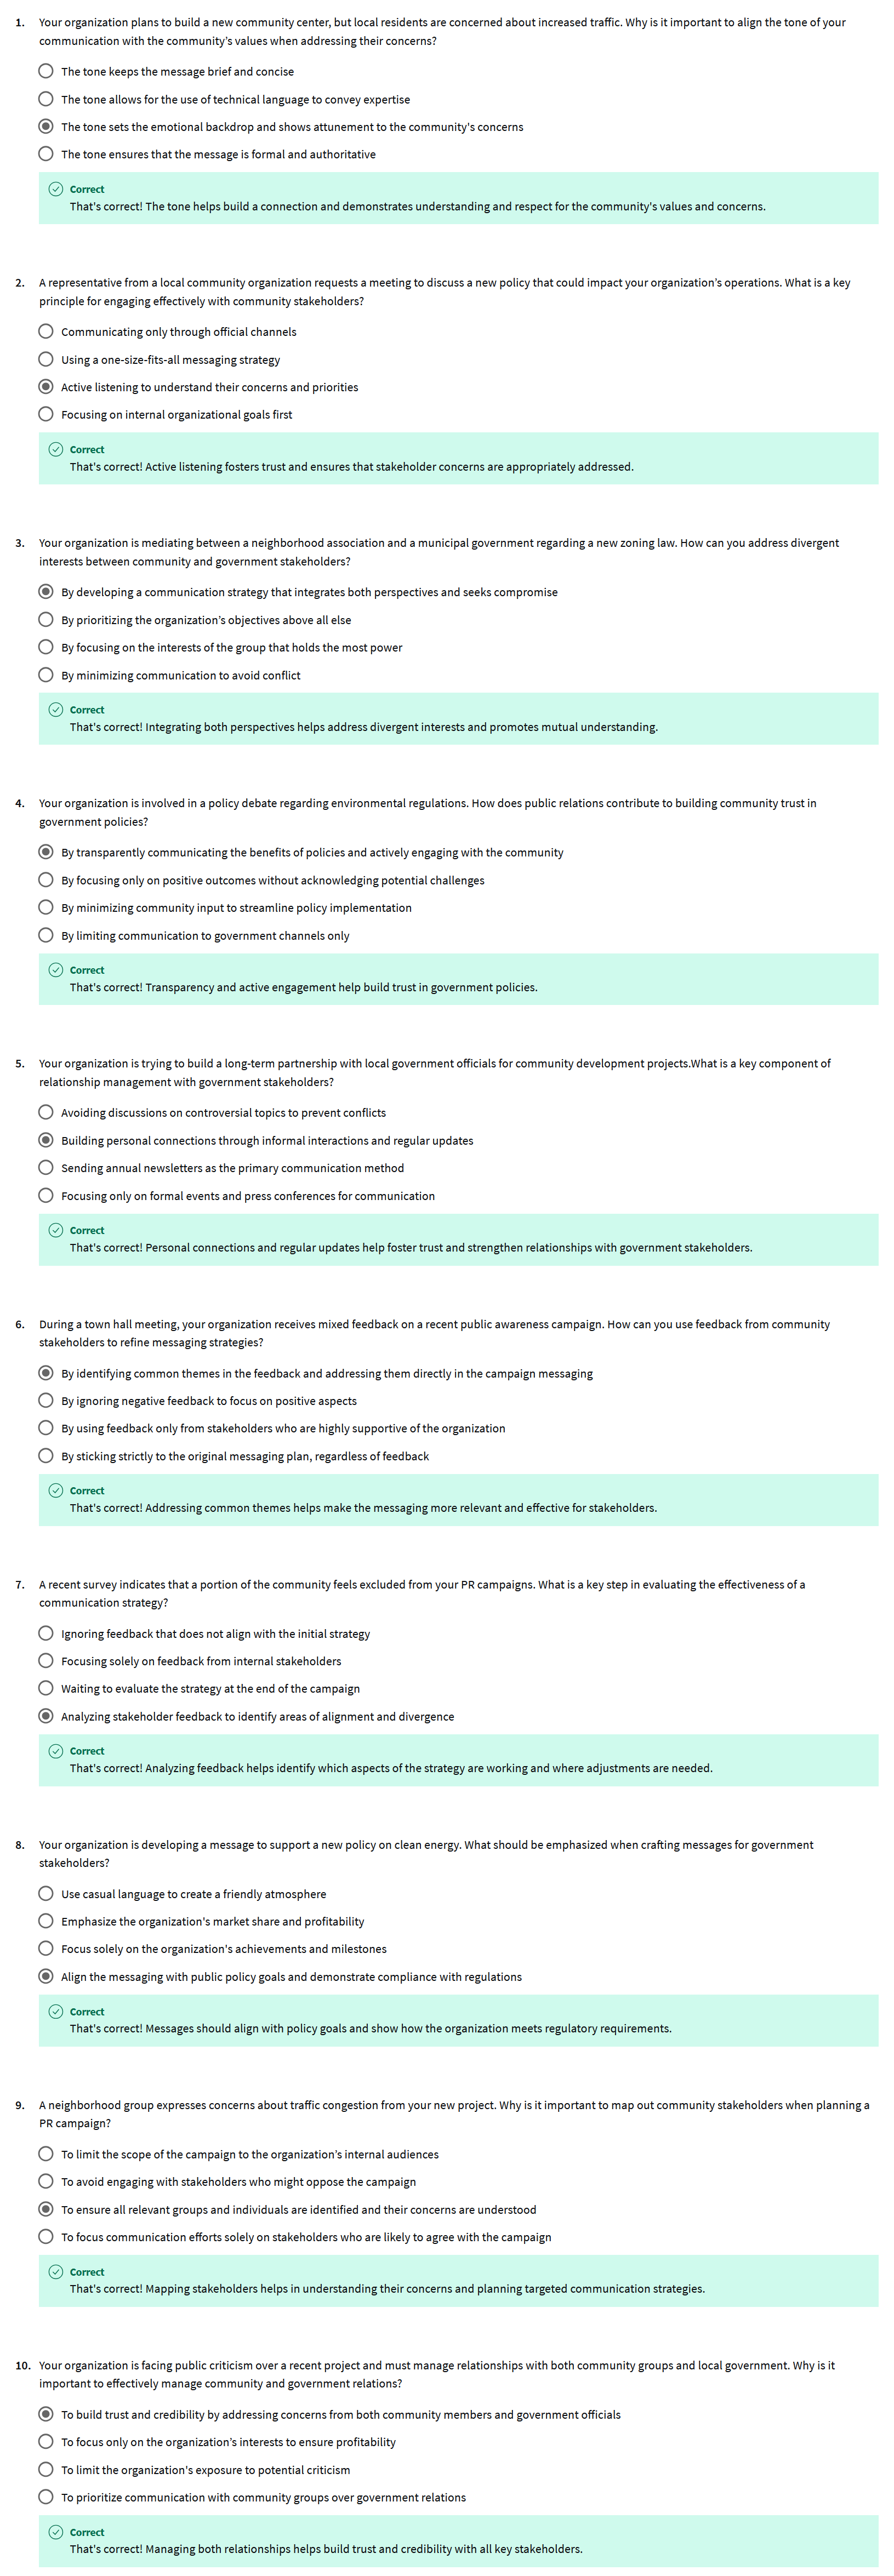 1. Your organization plans to build a new community center, but local residents are concerned about increased traffic. Why is it important to align the tone of your
communication with the community's values when addressing their concerns?
The tone keeps the message brief and concise
The tone allows for the use of technical language to convey expertise
The tone sets the emotional backdrop and shows attunement to the community's concerns
The tone ensures that the message is formal and authoritative
Correct
That's correct! The tone helps build a connection and demonstrates understanding and respect for the community's values and concerns.
2. A representative from a local community organization requests a meeting to discuss a new policy that could impact your organization's operations. What is a key
principle for engaging effectively with community stakeholders?
Communicating only through official channels
Using a one-size-fits-all messaging strategy
Active listening to understand their concerns and priorities
Focusing on internal organizational goals first
Correct
That's correct! Active listening fosters trust and ensures that stakeholder concerns are appropriately addressed.
3. Your organization is mediating between a neighborhood association and a municipal government regarding a new zoning law. How can you address divergent
interests between community and government stakeholders?
By developing a communication strategy that integrates both perspectives and seeks compromise
By prioritizing the organization's objectives above all else
By focusing on the interests of the group that holds the most power
By minimizing communication to avoid conflict
Correct
That's correct! Integrating both perspectives helps address divergent interests and promotes mutual understanding.
4. Your organization is involved in a policy debate regarding environmental regulations. How does public relations contribute to building community trust in
government policies?
By transparently communicating the benefits of policies and actively engaging with the community
By focusing only on positive outcomes without acknowledging potential challenges
By minimizing community input to streamline policy implementation
By limiting communication to government channels only
Correct
That's correct! Transparency and active engagement help build trust in government policies.
5. Your organization is trying to build a long-term partnership with local government officials for community development projects.What is a key component of
relationship management with government stakeholders?
Avoiding discussions on controversial topics to prevent conflicts
Building personal connections through informal interactions and regular updates
Sending annual newsletters as the primary communication method
Focusing only on formal events and press conferences for communication
Correct
That's correct! Personal connections and regular updates help foster trust and strengthen relationships with government stakeholders.
6. During a town hall meeting, your organization receives mixed feedback on a recent public awareness campaign. How can you use feedback from community
stakeholders to refine messaging strategies?
By identifying common themes in the feedback and addressing them directly in the campaign messaging
By ignoring negative feedback to focus on positive aspects
By using feedback only from stakeholders who are highly supportive of the organization
By sticking strictly to the original messaging plan, regardless of feedback
Correct
That's correct! Addressing common themes helps make the messaging more relevant and effective for stakeholders.
7. A recent survey indicates that a portion of the community feels excluded from your PR campaigns. What is a key step in evaluating the effectiveness of a
communication strategy?
Ignoring feedback that does not align with the initial strategy
Focusing solely on feedback from internal stakeholders
Waiting to evaluate the strategy at the end of the campaign
Analyzing stakeholder feedback to identify areas of alignment and divergence
Correct
That's correct! Analyzing feedback helps identify which aspects of the strategy are working and where adjustments are needed.
8. Your organization is developing a message to support a new policy on clean energy. What should be emphasized when crafting messages for government
stakeholders?
Use casual language to create a friendly atmosphere
Emphasize the organization's market share and profitability
Focus solely on the organization's achievements and milestones
Align the messaging with public policy goals and demonstrate compliance with regulations
Correct
That's correct! Messages should align with policy goals and show how the organization meets regulatory requirements.
9. A neighborhood group expresses concerns about traffic congestion from your new project. Why is it important to map out community stakeholders when planning a
PR campaign?
To limit the scope of the campaign to the organization's internal audiences
To avoid engaging with stakeholders who might oppose the campaign
To ensure all relevant groups and individuals are identified and their concerns are understood
To focus communication efforts solely on stakeholders who are likely to agree with the campaign
Correct
That's correct! Mapping stakeholders helps in understanding their concerns and planning targeted communication strategies.
10. Your organization is facing public criticism over a recent project and must manage relationships with both community groups and local government. Why is it
important to effectively manage community and government relations?
To build trust and credibility by addressing concerns from both community members and government officials
To focus only on the organization's interests to ensure profitability
To limit the organization's exposure to potential criticism
To prioritize communication with community groups over government relations
Correct
That's correct! Managing both relationships helps build trust and credibility with all key stakeholders.